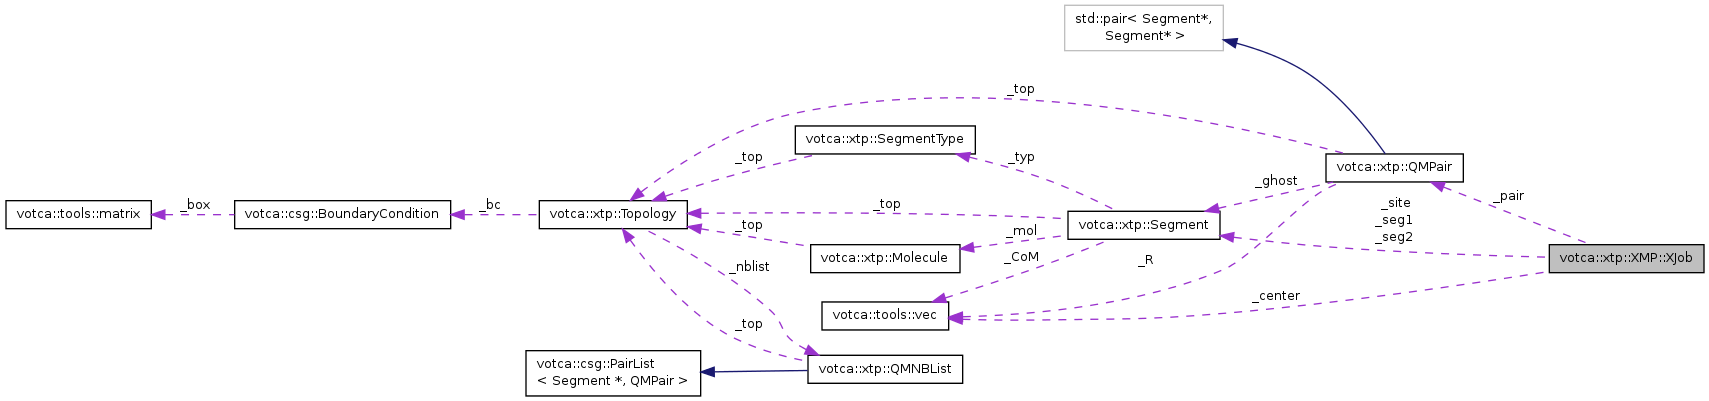 std::pair< Segment*,
Segment* >
_top
votca::xtp::SegmentType
_top
_typ
votca::xtp::QMPair
_ghost
_pair
votca::tools::matrix
_box
votca::csg::BoundaryCondition
_bc
votca::xtp::Topology
_top
votca::xtp::Segment
_site
_seg1
_seg2
_top
_mol
votca::xtp::Molecule
_CoM
_R
votca::xtp::XMP::XJob
_nblist
_center
votca::tools::vec
_top
votca::csg::PairList
< Segment *, QMPair >
votca::xtp::QMNBList